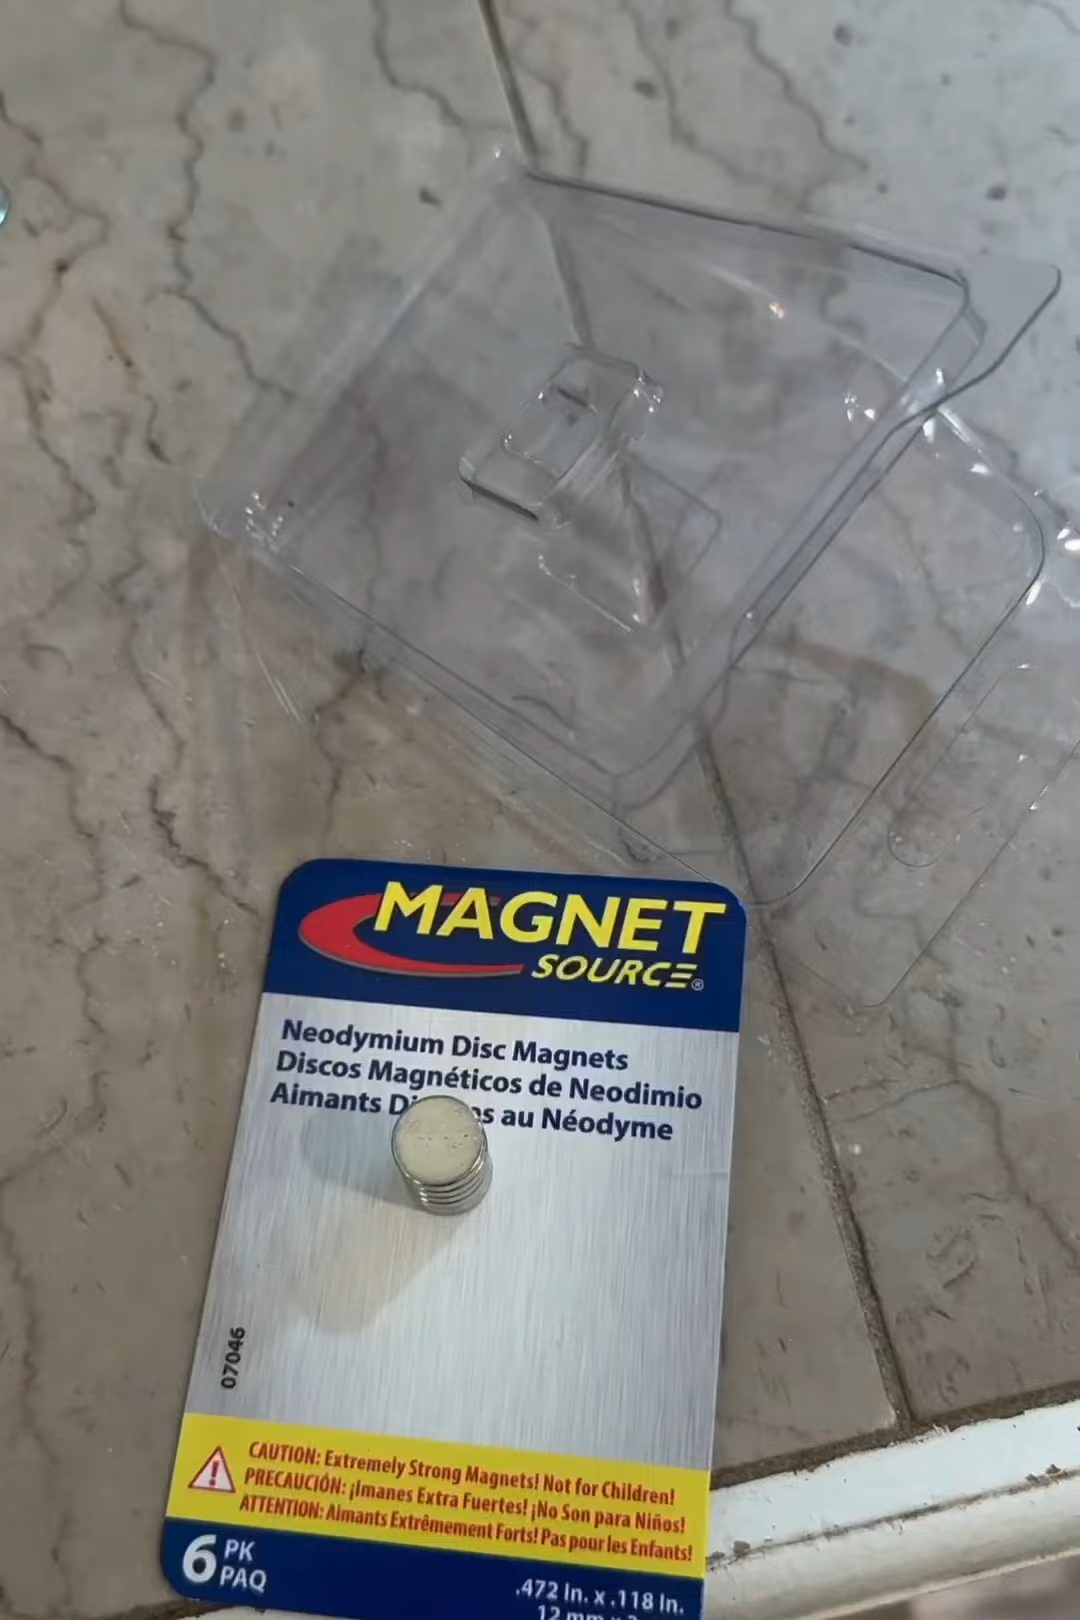 MAGNET
SOURCE®
Neodymium Disc Magnets
Discos Magnéticos de Neodimio
Aimants au Néodyme
07046
CAUTION: Extremely Strong Magnets! Not for Children!
PRECAUCIÓN: ¡Imanes Extra Fuertes! ¡No Son para Niños!
ATTENTION: Aimants Extrêmement Forts! Pas pour les Enfants!
6 PK
PAQ
.472 In. x .118 In.
12 mm x